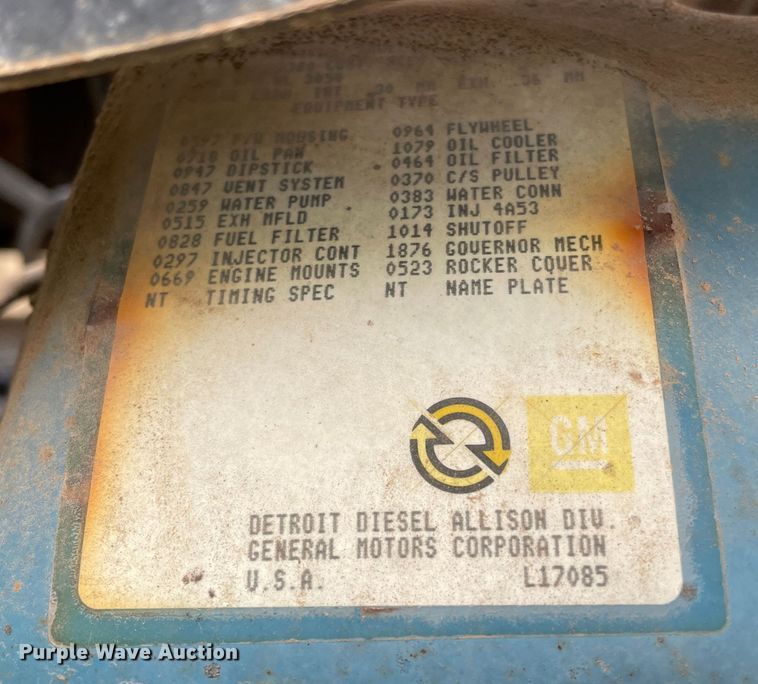 EQUIPMENT TYPE
HOUSING 0964 FLYWHEEL
0718 OIL PAN 1079 OIL COOLER
0947 DIPSTICK 0464 OIL FILTER
0847 VENT SYSTEM 0370 C/S PULLEY
0259 WATER PUMP 0383 WATER CONN
0515 EXH MFLD 0173 INJ 4A53
0828 FUEL FILTER 1014 SHUTOFF
0297 INJECTOR CONT 1876 GOVERNOR MECH
0669 ENGINE MOUNTS 0523 ROCKER COVER
NT TIMING SPEC NT NAME PLATE
GM
DETROIT DIESEL ALLISON DIV.
GENERAL MOTORS CORPORATION
U.S.A. L17085
Purple Wave Auction